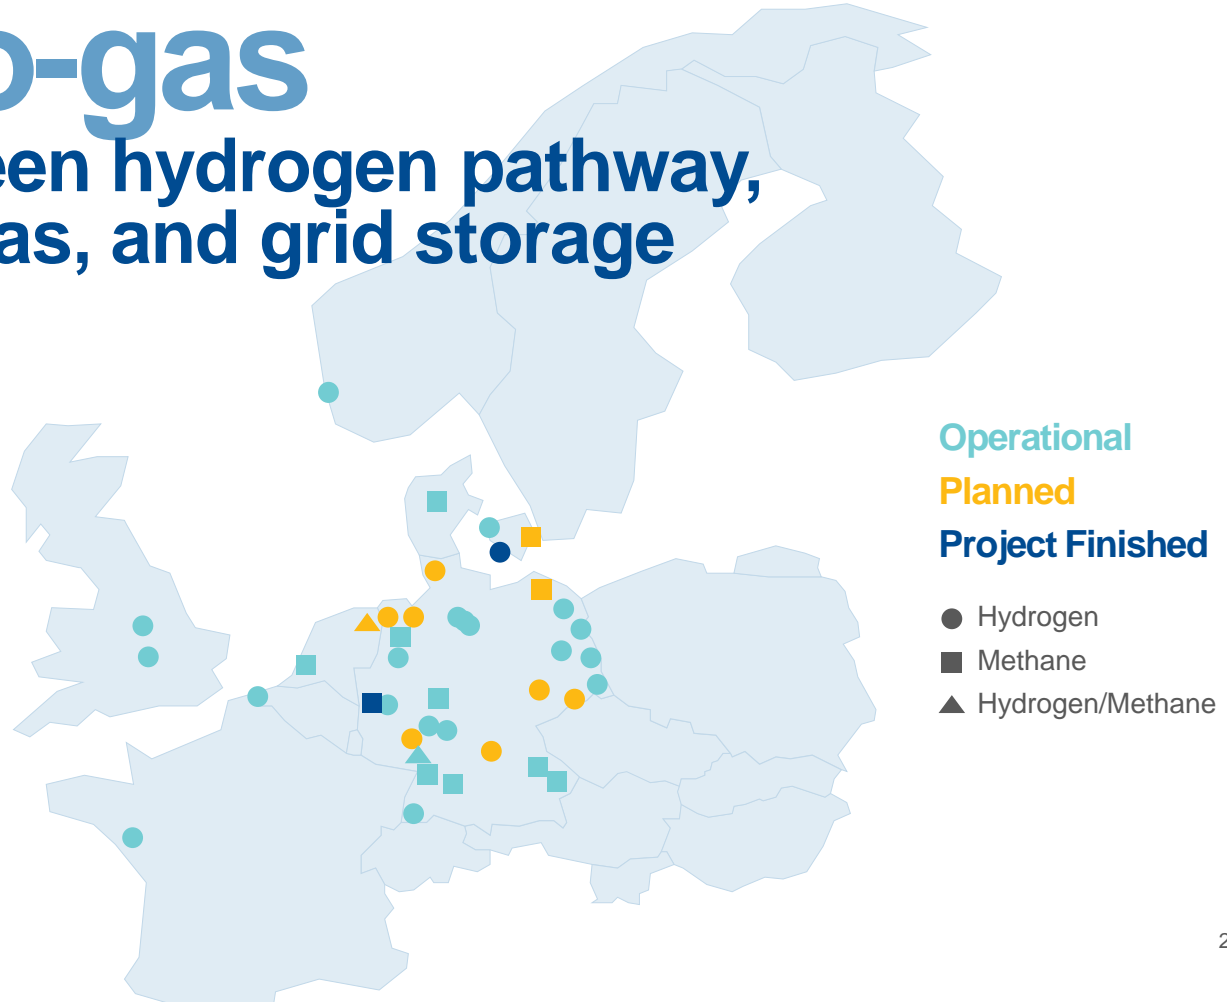 o-gas
een hydrogen pathway,
as, and grid storage
Operational
Planned
Project Finished
Hydrogen
Methane
Hydrogen/Methane
2